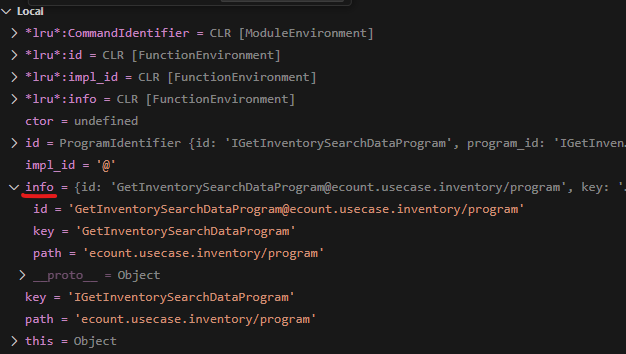 Local
*lru*:CommandIdentifier = CLR [ModuleEnvironment]
*lru*:id = CLR [FunctionEnvironment]
*lru*:impl_id = CLR [FunctionEnvironment]
*lru*:info = CLR [FunctionEnvironment]
ctor = undefined
id = ProgramIdentifier {id: 'IGetInventorySearchDataProgram', program_id: 'IGetInven.
impl_id = '@'
info = {id: 'GetInventorySearchDataProgram@ecount.usecase.inventory/program', key: '.
id = 'GetInventorySearchDataProgram@ecount.usecase.inventory/program'
key = 'GetInventorySearchDataProgram'
path = 'ecount.usecase.inventory/program'
__proto__ = Object
key = 'IGetInventorySearchDataProgram'
path = 'ecount.usecase.inventory/program'
this = Object